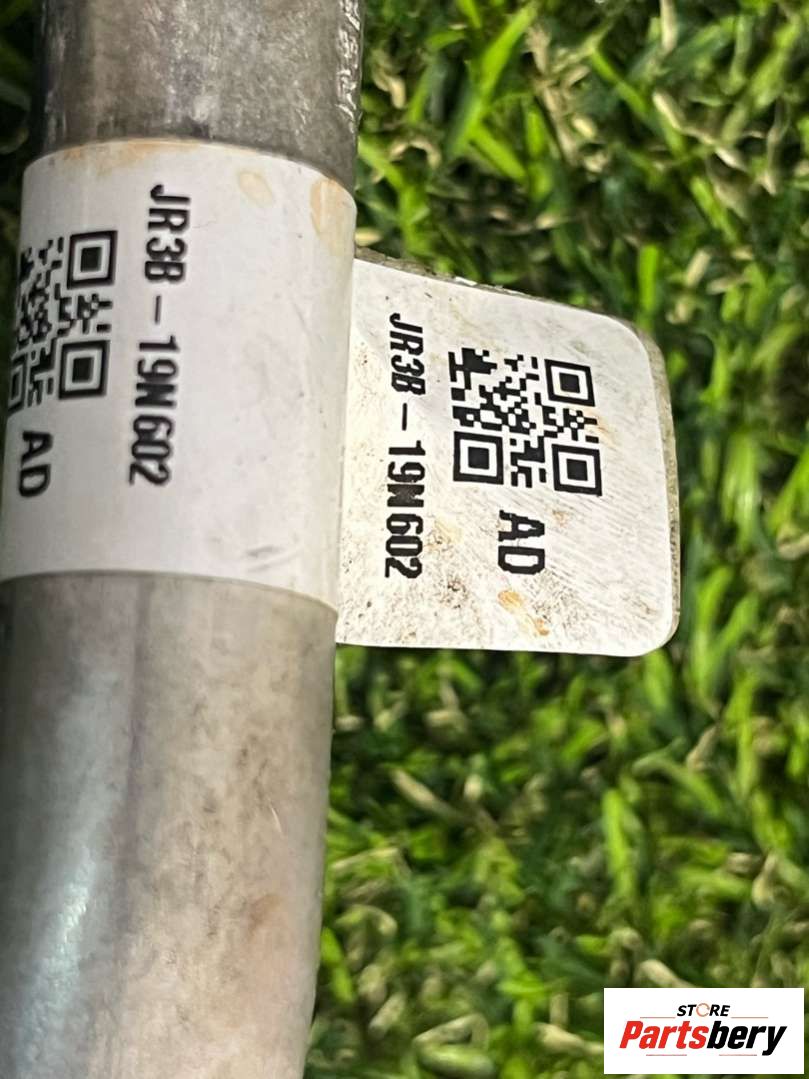 JR3B - 19N602
AD
JR3B - 19N602
AD
STORE
Partsbery